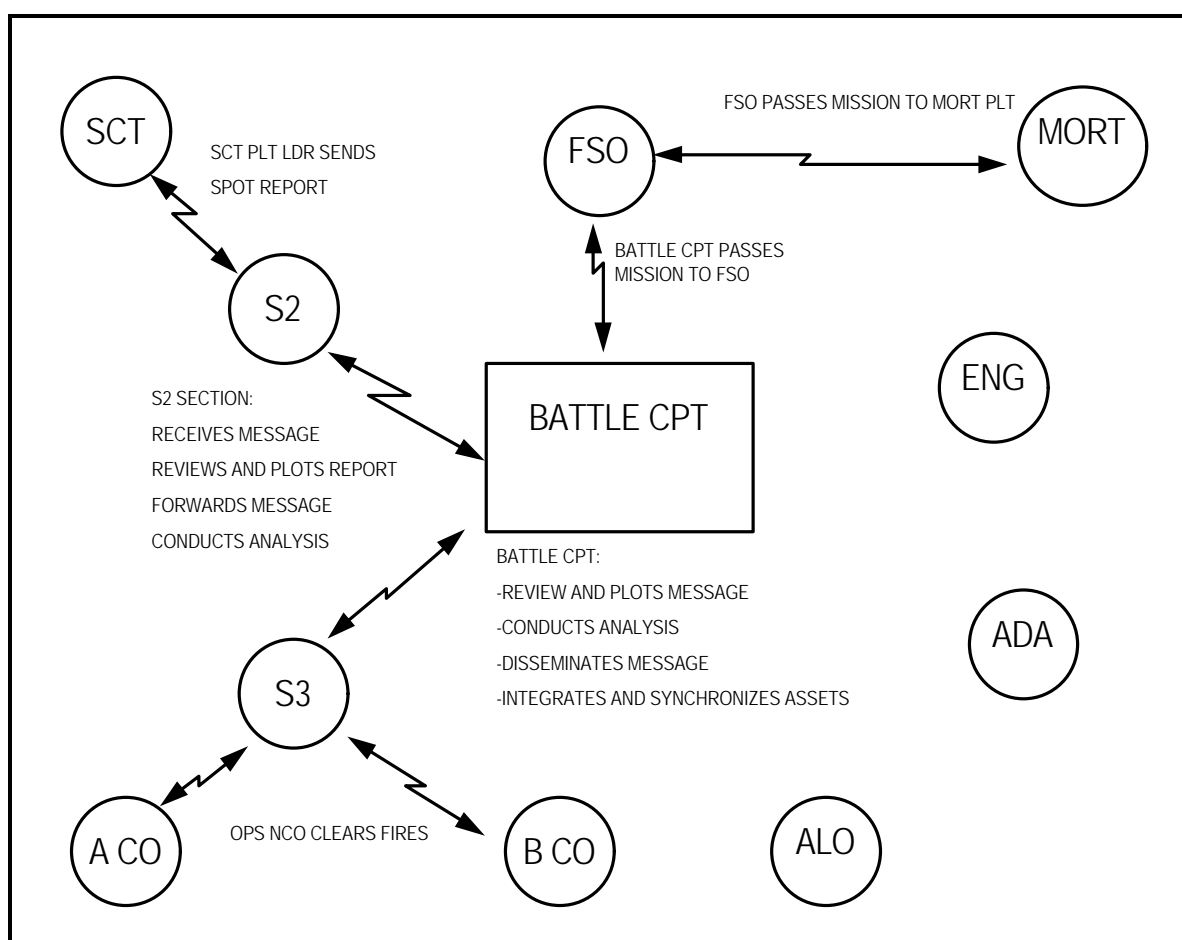 SCT
SCT PLT LDR SENDS
SPOT REPORT
FSO
FSO PASSES MISSION TO MORT PLT
MORT
S2
BATTLE CPT PASSES
MISSION TO FSO
ENG
BATTLE CPT
S2 SECTION:
RECEIVES MESSAGE
REVIEWS AND PLOTS REPORT
FORWARDS MESSAGE
CONDUCTS ANALYSIS
BATTLE CPT:
-REVIEW AND PLOTS MESSAGE
-CONDUCTS ANALYSIS
-DISSEMINATES MESSAGE
-INTEGRATES AND SYNCHRONIZES ASSETS
ADA
S3
A CO
OPS NCO CLEARS FIRES
B CO
ALO